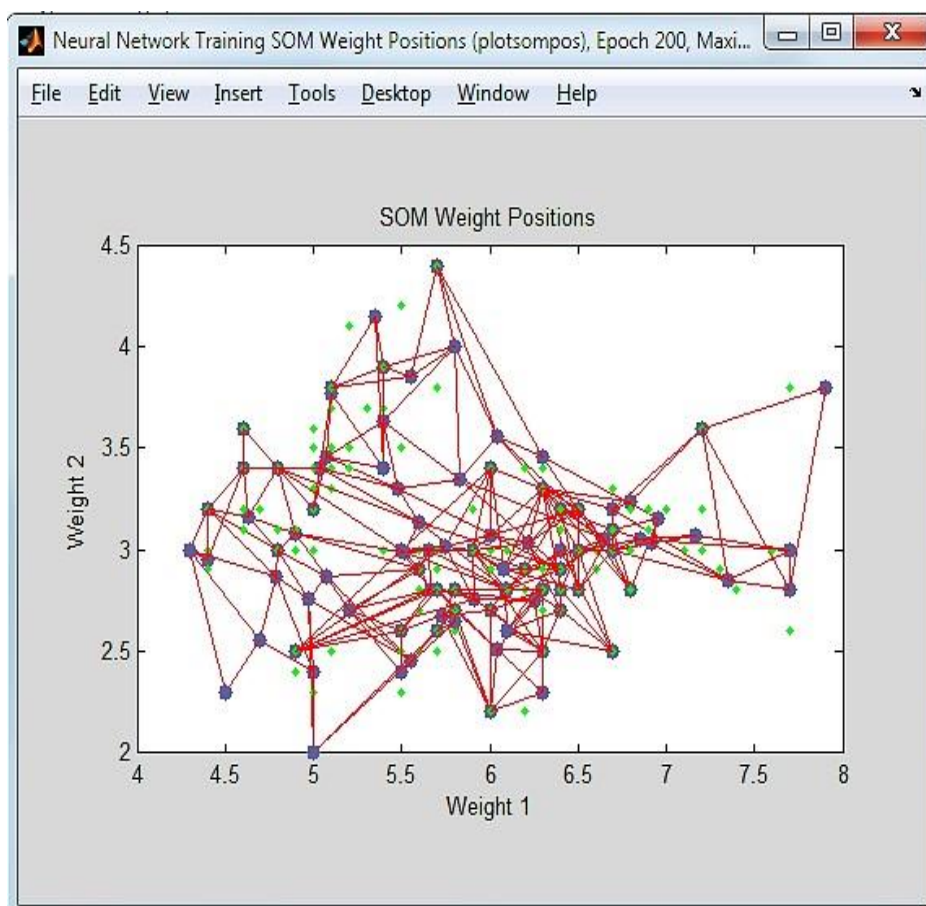 Neural Network Training SOM Weight Positions (plotsompos), Epoch 200, Maxi...
File Edit View Insert Tools Desktop Window Help
SOM Weight Positions
4.5
4
3.5
3
2.5
2
Weight 2
4 4.5 5 5.5 6 6.5 7 7.5 8
Weight 1